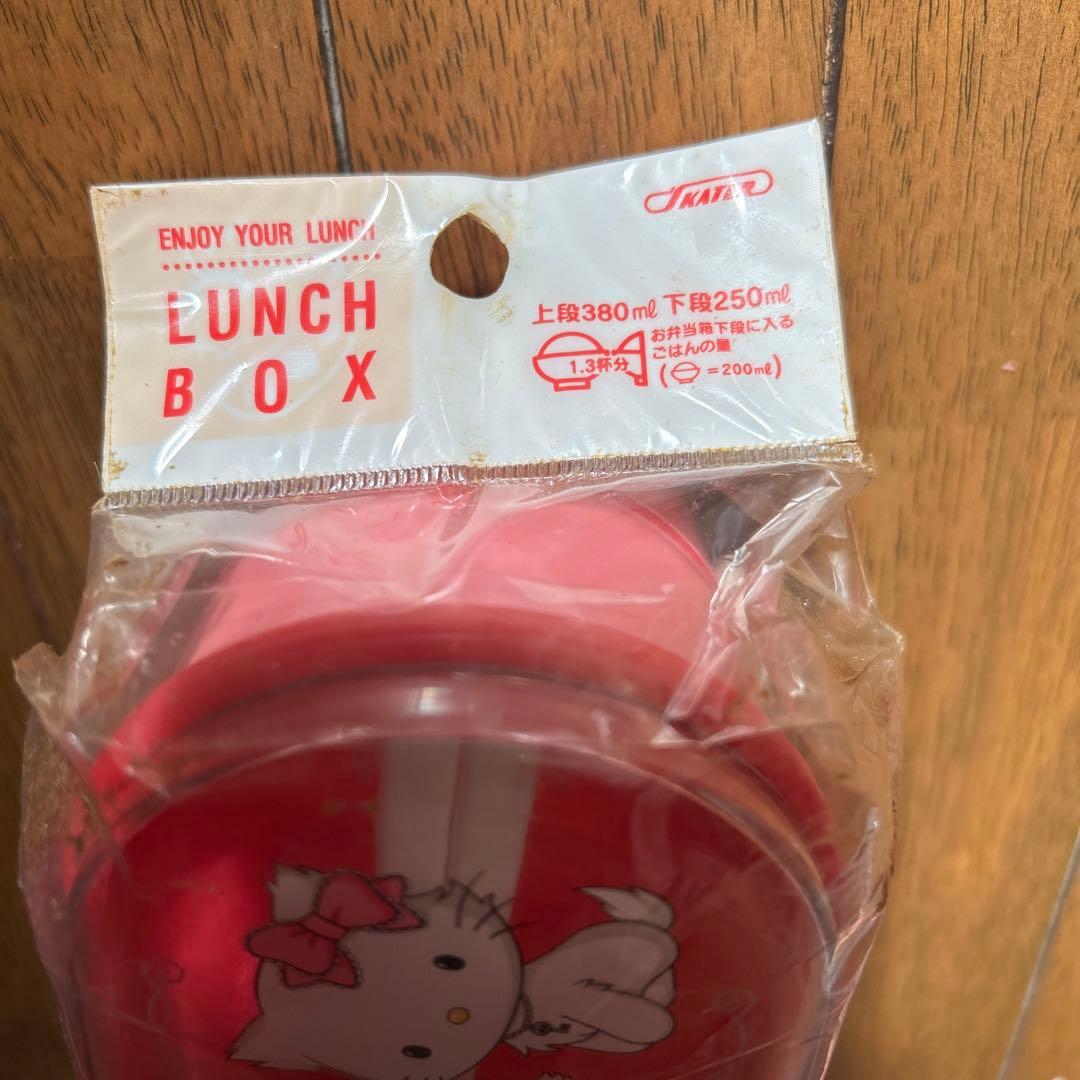 ENJOY YOUR LUNCH
LUNCH
BOX
SKATER
上段380㎖ 下段250㎖
お弁当箱下段に入る
ごはんの量
1.3杯分
( =200㎖)